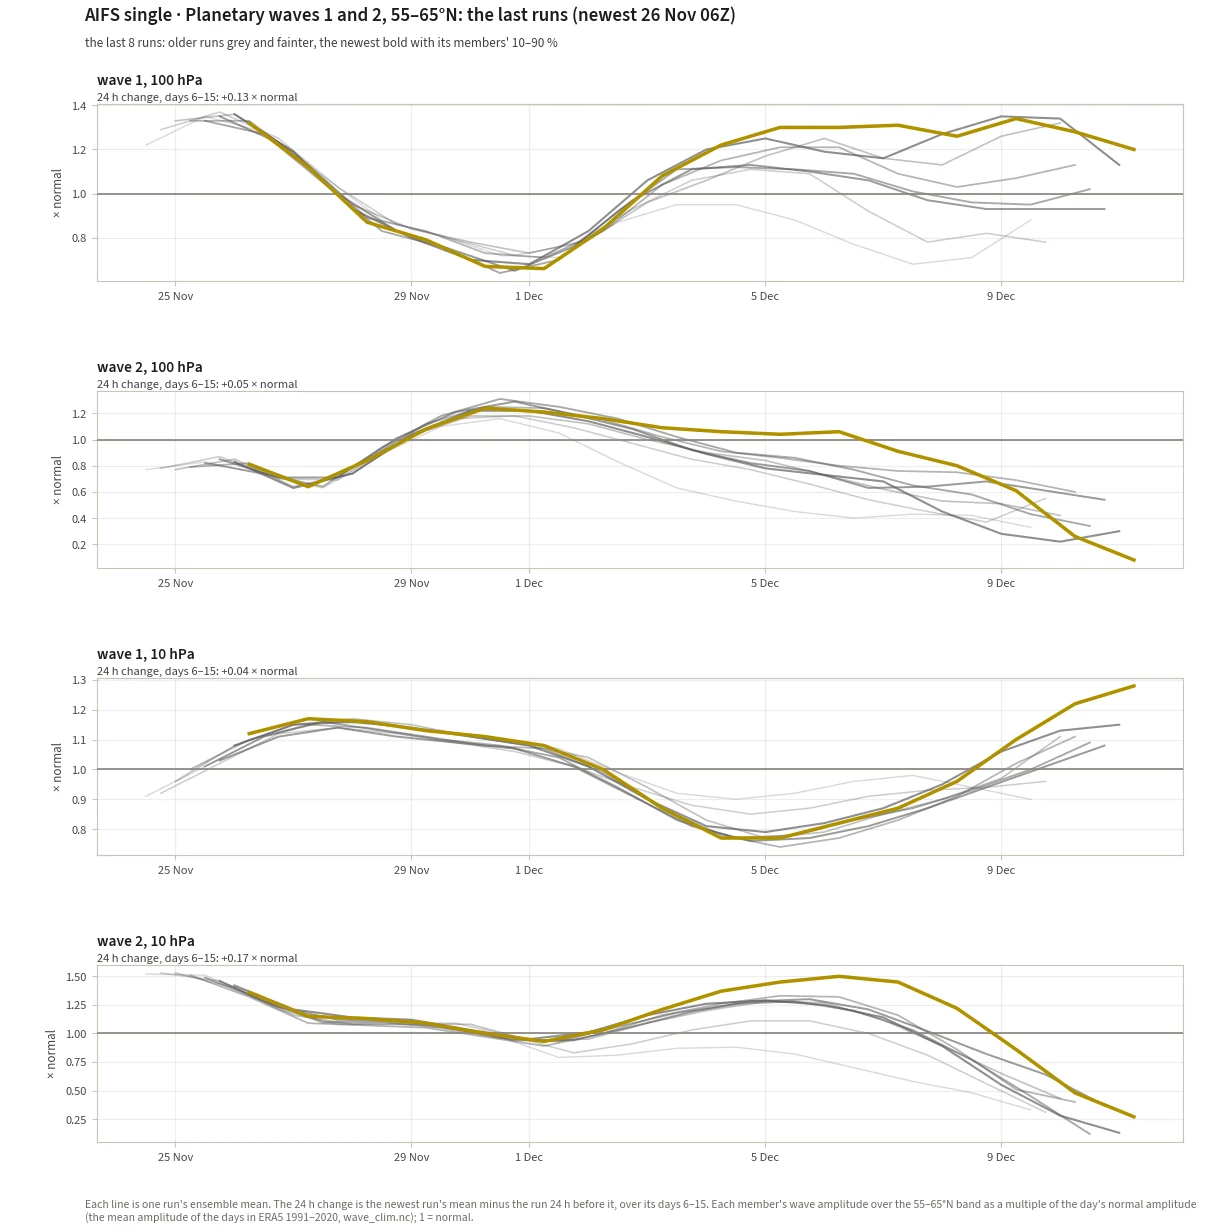 AIFS single · Planetary waves 1 and 2, 55–65°N: the last runs (newest 26 Nov 06Z)
the last 8 runs: older runs grey and fainter, the newest bold with its members' 10–90 %
wave 1, 100 hPa
24 h change, days 6–15: +0.13 × normal
1.4
1.2
1.0
0.8
× normal
25 Nov 29 Nov 1 Dec 5 Dec 9 Dec
wave 2, 100 hPa
24 h change, days 6–15: +0.05 × normal
1.2
1.0
0.8
0.6
0.4
0.2
× normal
25 Nov 29 Nov 1 Dec 5 Dec 9 Dec
wave 1, 10 hPa
24 h change, days 6–15: +0.04 × normal
1.3
1.2
1.1
1.0
0.9
0.8
× normal
25 Nov 29 Nov 1 Dec 5 Dec 9 Dec
wave 2, 10 hPa
24 h change, days 6–15: +0.17 × normal
1.50
1.25
1.00
0.75
0.50
0.25
× normal
25 Nov 29 Nov 1 Dec 5 Dec 9 Dec
Each line is one run's ensemble mean. The 24 h change is the newest run's mean minus the run 24 h before it, over its days 6–15. Each member's wave amplitude over the 55–65°N band as a multiple of the day's normal amplitude
(the mean amplitude of the days in ERA5 1991–2020, wave_clim.nc); 1 = normal.